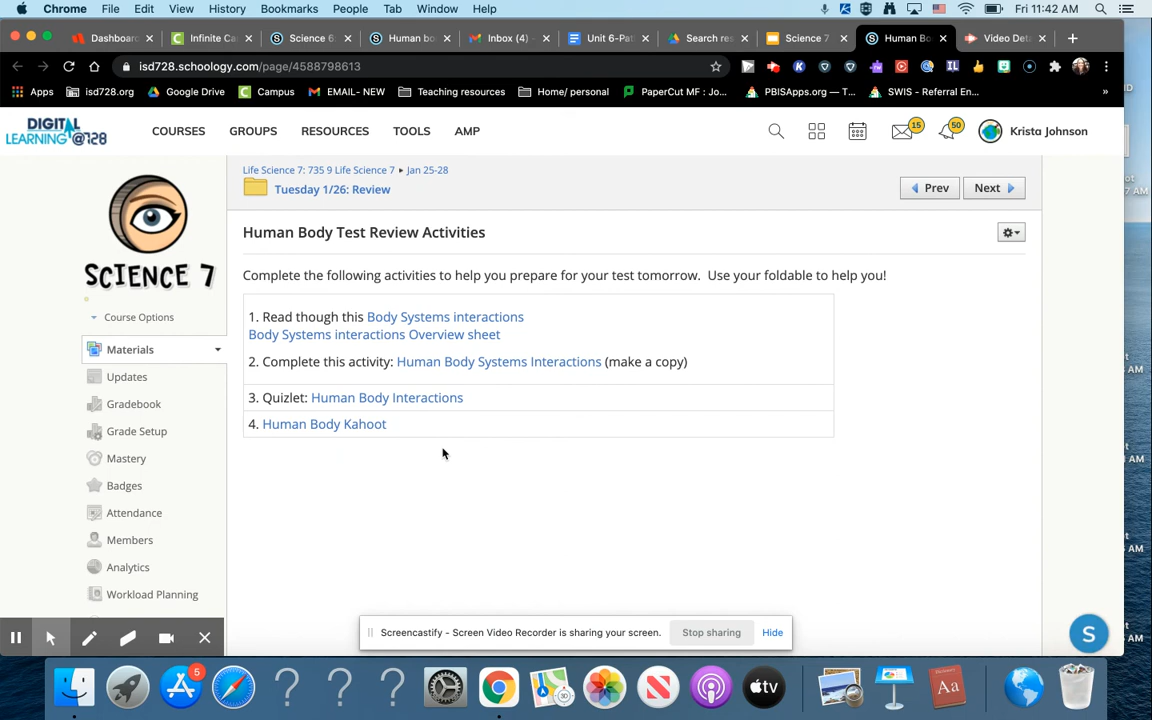 Chrome File Edit View History Bookmarks People Tab Window Help Fri 11:42 AM
Dashboar Infinite Ca Science 6: Human bo Inbox (4) - Unit 6-Pat Search res Science 7 Human Bo Video Deta
isd728.schoology.com/page/4588798613
Apps isd728.org Google Drive Campus EMAIL- NEW Teaching resources Home/ personal PaperCut MF : Jo... PBISApps.org — T... SWIS - Referral En... »
DIGITAL
LEARNING@728
COURSES GROUPS RESOURCES TOOLS AMP 15 50 Krista Johnson
Life Science 7: 735 9 Life Science 7 ▸ Jan 25-28
Tuesday 1/26: Review
Prev Next
SCIENCE 7
Human Body Test Review Activities
Complete the following activities to help you prepare for your test tomorrow. Use your foldable to help you!
1. Read though this Body Systems interactions
Body Systems interactions Overview sheet
2. Complete this activity: Human Body Systems Interactions (make a copy)
3. Quizlet: Human Body Interactions
4. Human Body Kahoot
Course Options
Materials
Updates
Gradebook
Grade Setup
Mastery
Badges
Attendance
Members
Analytics
Workload Planning
Screencastify - Screen Video Recorder is sharing your screen. Stop sharing Hide
S
5
Aa
tv